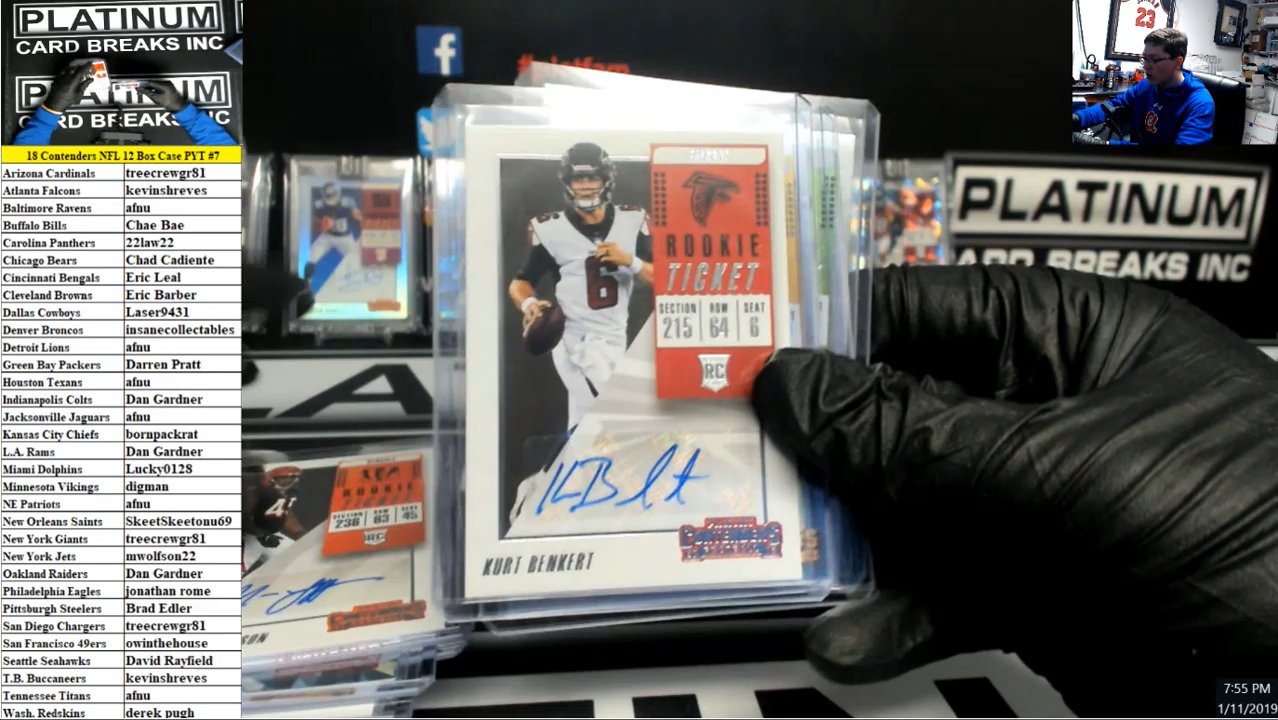 PLATINUM
CARD BREAKS INC
PLATINUM
CARD BREAKS INC
18 Contenders NFL 12 Box Case PYT #7
Arizona Cardinals treecrewgr81
Atlanta Falcons kevinshreves
Baltimore Ravens afnu
Buffalo Bills Chae Bae
Carolina Panthers 22law22
Chicago Bears Chad Cadiente
Cincinnati Bengals Eric Leal
Cleveland Browns Eric Barber
Dallas Cowboys Laser9431
Denver Broncos insanecollectables
Detroit Lions afnu
Green Bay Packers Darren Pratt
Houston Texans afnu
Indianapolis Colts Dan Gardner
Jacksonville Jaguars afnu
Kansas City Chiefs bornpackrat
L.A. Rams Dan Gardner
Miami Dolphins Lucky0128
Minnesota Vikings digman
NE Patriots afnu
New Orleans Saints SkeetSkeetonu69
New York Giants treecrewgr81
New York Jets mwolfson22
Oakland Raiders Dan Gardner
Philadelphia Eagles jonathan rome
Pittsburgh Steelers Brad Edler
San Diego Chargers treecrewgr81
San Francisco 49ers owinthehouse
Seattle Seahawks David Rayfield
T.B. Buccaneers kevinshreves
Tennessee Titans afnu
Wash. Redskins derek pugh
23
PLATINUM
CARD BREAKS INC
6
ROOKIE
TICKET
SECTION ROW SEAT
215 64 6
RC
CONTENDERS
KURT BENKERT
ROOKIE
TICKET
SECTION ROW SEAT
238 83 45
RC
CONTENDERS
7:55 PM
1/11/2019